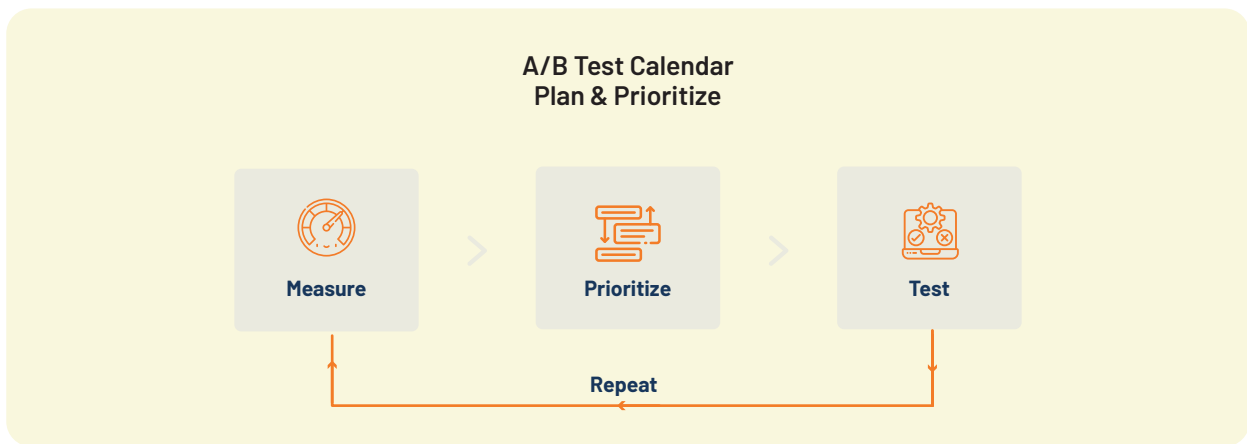 A/B Test Calendar
Plan & Prioritize
Measure
Prioritize
Test
Repeat